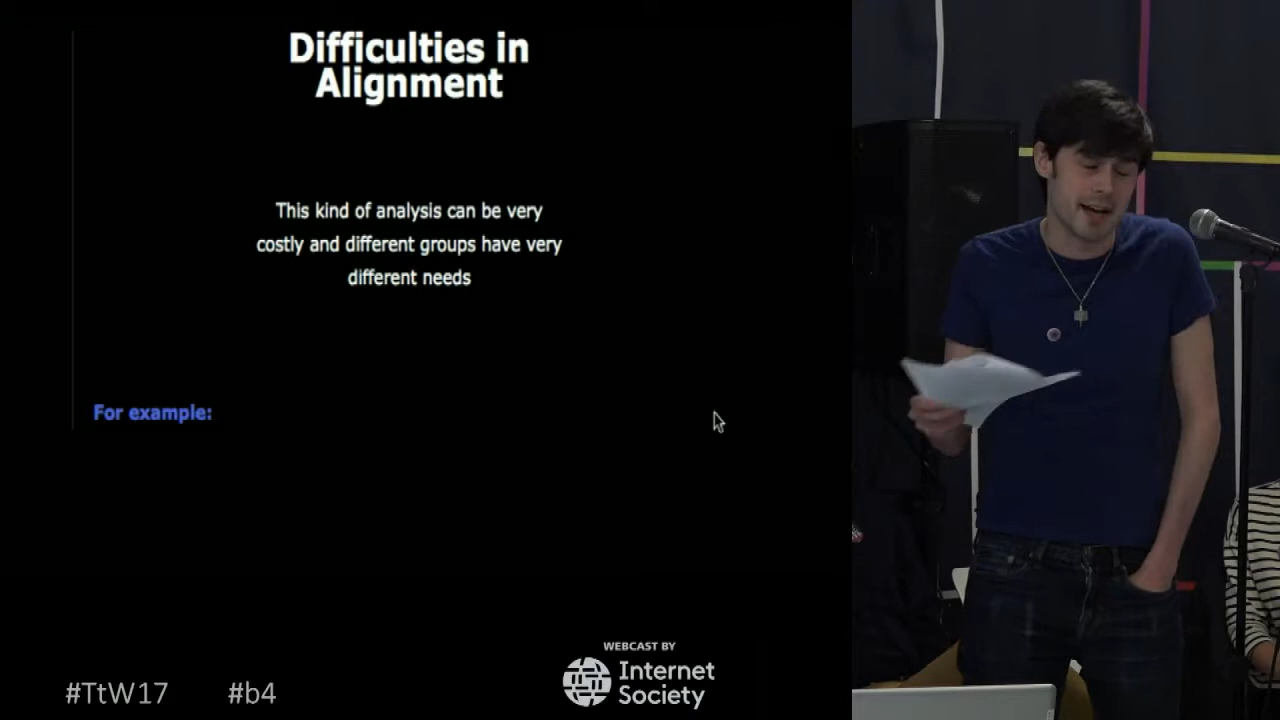 Difficulties in
Alignment
This kind of analysis can be very
costly and different groups have very
different needs
For example:
#TtW17 #b4
WEBCAST BY
Internet
Society